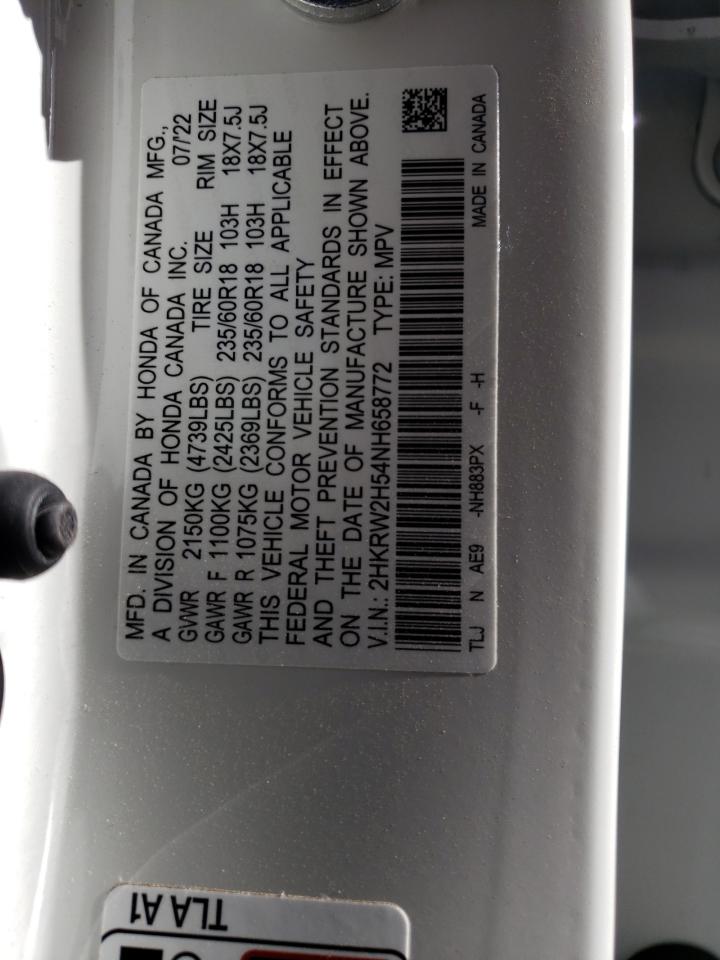 MFD. IN CANADA BY HONDA OF CANADA MFG.,
A DIVISION OF HONDA CANADA INC. 07/'22
GVWR 2150KG (4739LBS) TIRE SIZE RIM SIZE
GAWR F 1100KG (2425LBS) 235/60R18 103H 18X7.5J
GAWR R 1075KG (2369LBS) 235/60R18 103H 18X7.5J
THIS VEHICLE CONFORMS TO ALL APPLICABLE
FEDERAL MOTOR VEHICLE SAFETY
AND THEFT PREVENTION STANDARDS IN EFFECT
ON THE DATE OF MANUFACTURE SHOWN ABOVE.
V.I.N.: 2HKRW2H54NH658772 TYPE: MPV
TLJ N AE9 -NH883PX -F -H MADE IN CANADA
TLA A1